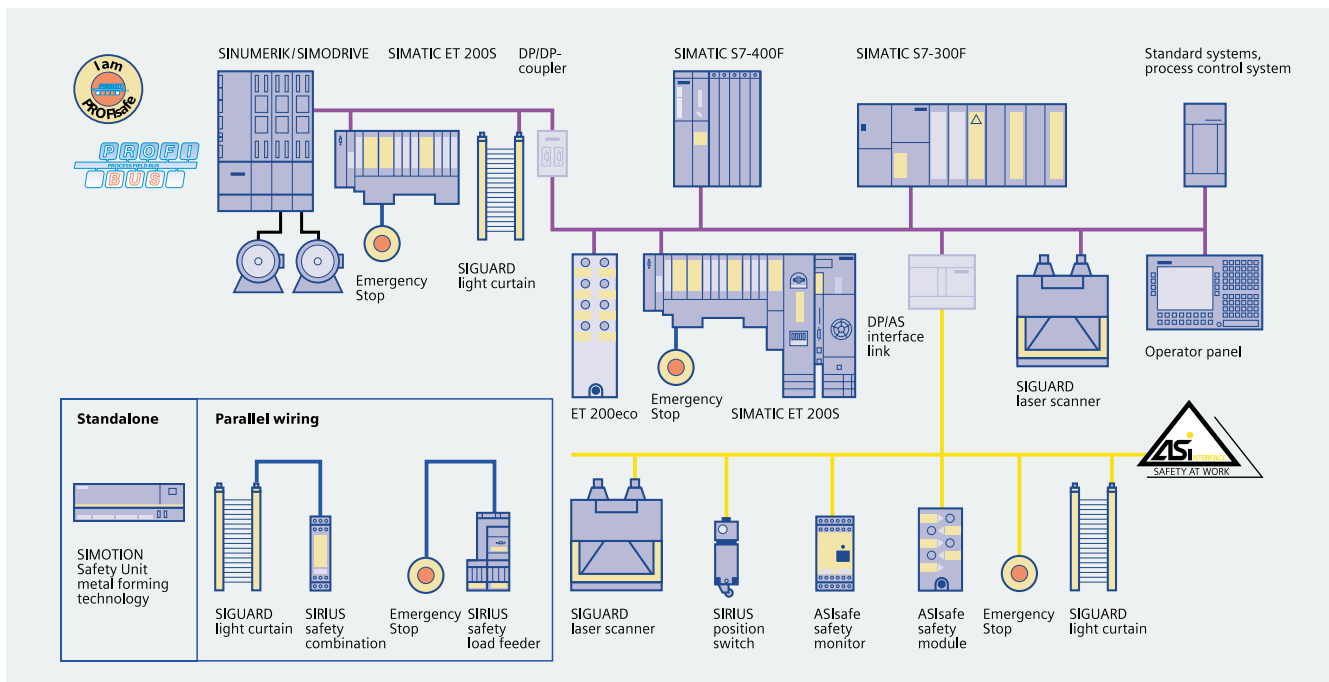 I am
PROFIsafe
PROFI
PROCESS FIELD BUS
BUS
SINUMERIK/SIMODRIVE
SIMATIC ET 200S
DP/DP-
coupler
SIMATIC S7-400F
SIMATIC S7-300F
Standard systems,
process control system
Emergency
Stop
SIGUARD
light curtain
ET 200eco
Emergency
Stop
SIMATIC ET 200S
DP/AS
interface
link
SIGUARD
laser scanner
Operator panel
Standalone
SIMOTION
Safety Unit
metal forming
technology
Parallel wiring
SIGUARD
light curtain
SIRIUS
safety
combination
Emergency
Stop
SIRIUS
safety
load feeder
ASi
INTERFACE
SAFETY AT WORK
SIGUARD
laser scanner
SIRIUS
position
switch
ASIsafe
safety
monitor
ASIsafe
safety
module
Emergency
Stop
SIGUARD
light curtain